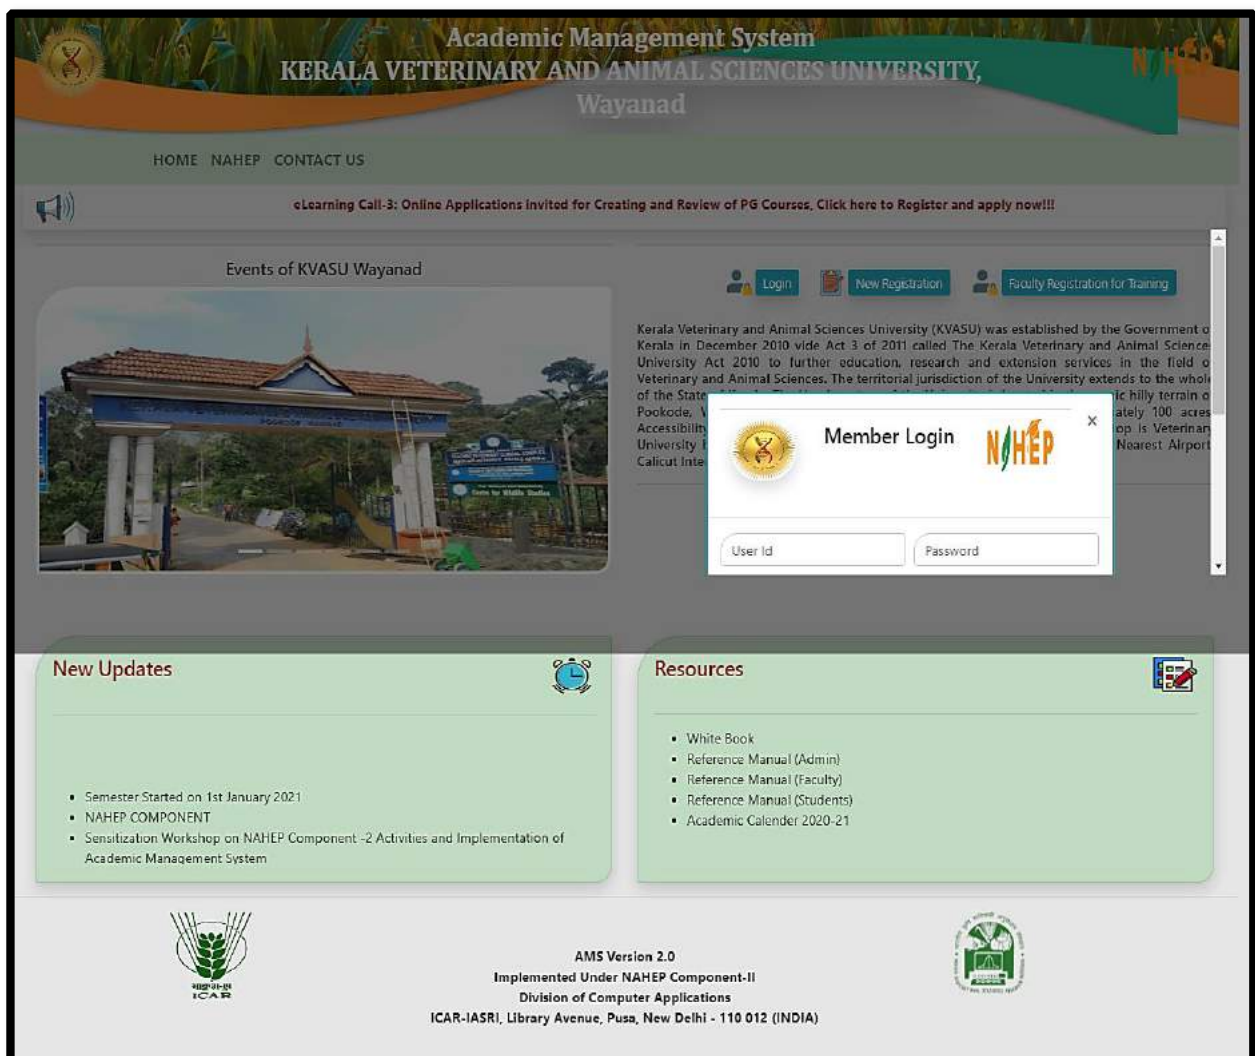 Academic Management System
KERALA VETERINARY AND ANIMAL SCIENCES UNIVERSITY,
Wayanad
NAHEP
HOME NAHEP CONTACT US
eLearning Call-3: Online Applications invited for Creating and Review of PG Courses, Click here to Register and apply now!!!
Events of KVASU Wayanad
Login New Registration Faculty Registration for Training
Kerala Veterinary and Animal Sciences University (KVASU) was established by the Government o
Kerala in December 2010 vide Act 3 of 2011 called The Kerala Veterinary and Animal Science
University Act 2010 to further education, research and extension services in the field o
Veterinary and Animal Sciences. The territorial jurisdiction of the University extends to the whole
of the State
ic hilly terrain o
Pookode,
ately 100 acres
Accessibility
op is Veterinary
University
Nearest Airport
Calicut Inte
POOKODE WAYANAD
Centre for Wildlife Studies
Member Login
NAHEP
×
User Id Password
New Updates
Semester Started on 1st January 2021
NAHEP COMPONENT
Sensitization Workshop on NAHEP Component -2 Activities and Implementation of
Academic Management System
Resources
White Book
Reference Manual (Admin)
Reference Manual (Faculty)
Reference Manual (Students)
Academic Calender 2020-21
ICAR
AMS Version 2.0
Implemented Under NAHEP Component-II
Division of Computer Applications
ICAR-IASRI, Library Avenue, Pusa, New Delhi - 110 012 (INDIA)